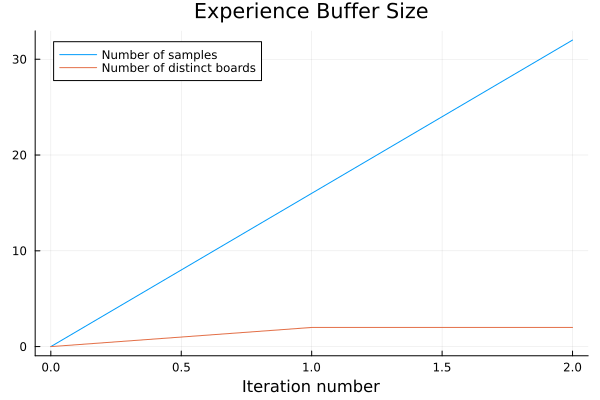 Experience Buffer Size
Number of samples
Number of distinct boards
30
20
10
0
0.0 0.5 1.0 1.5 2.0
Iteration number